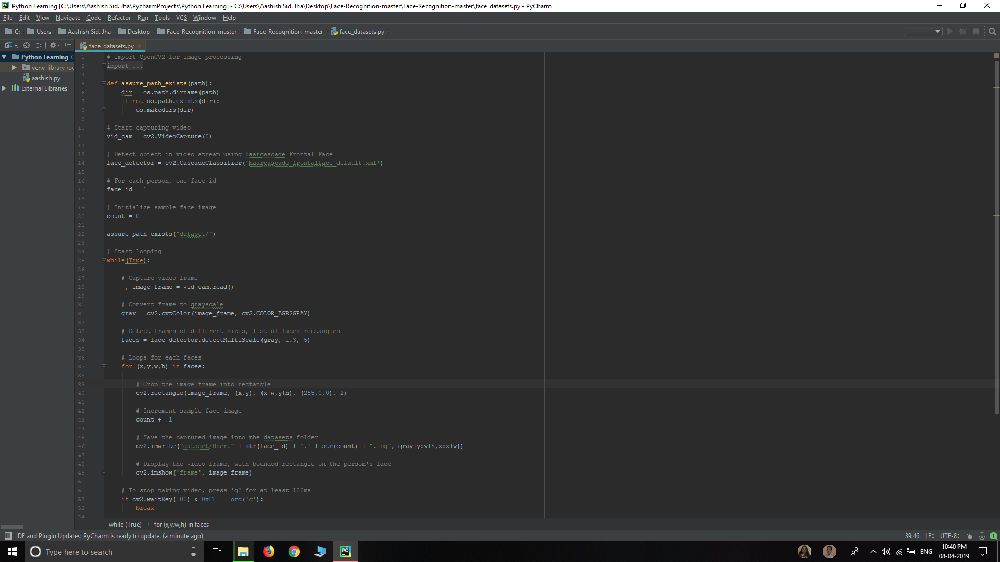 Python Learning [C:\Users\Aashish Sid. Jha\PycharmProjects\Python Learning] - C:\Users\Aashish Sid. Jha\Desktop\Face-Recognition-master\Face-Recognition-master\face_datasets.py - PyCharm
File Edit View Navigate Code Refactor Run Tools VCS Window Help
C: Users Aashish Sid. Jha Desktop Face-Recognition-master Face-Recognition-master face_datasets.py
face_datasets.py
Python Learning C
venv library roo
aashish.py
External Libraries
1 # Import OpenCV2 for image processing
2 import ...
4
5 def assure_path_exists(path):
6 dir = os.path.dirname(path)
7 if not os.path.exists(dir):
8 os.makedirs(dir)
9
10 # Start capturing video
11 vid_cam = cv2.VideoCapture(0)
12
13 # Detect object in video stream using Haarcascade Frontal Face
14 face_detector = cv2.CascadeClassifier('haarcascade_frontalface_default.xml')
15
16 # For each person, one face id
17 face_id = 1
18
19 # Initialize sample face image
20 count = 0
21
22 assure_path_exists("dataset/")
23
24 # Start looping
25 while(True):
26
27 # Capture video frame
28 _, image_frame = vid_cam.read()
29
30 # Convert frame to grayscale
31 gray = cv2.cvtColor(image_frame, cv2.COLOR_BGR2GRAY)
32
33 # Detect frames of different sizes, list of faces rectangles
34 faces = face_detector.detectMultiScale(gray, 1.3, 5)
35
36 # Loops for each faces
37 for (x,y,w,h) in faces:
38
39 # Crop the image frame into rectangle
40 cv2.rectangle(image_frame, (x,y), (x+w,y+h), (255,0,0), 2)
41
42 # Increment sample face image
43 count += 1
44
45 # Save the captured image into the datasets folder
46 cv2.imwrite("dataset/User." + str(face_id) + '.' + str(count) + ".jpg", gray[y:y+h,x:x+w])
47
48 # Display the video frame, with bounded rectangle on the person's face
49 cv2.imshow('frame', image_frame)
50
51 # To stop taking video, press 'q' for at least 100ms
52 if cv2.waitKey(100) & 0xFF == ord('q'):
53 break
54
while (True) for (x,y,w,h) in faces
IDE and Plugin Updates: PyCharm is ready to update. (a minute ago)
39:46 LF UTF-8 1
Type here to search
ENG
10:40 PM
08-04-2019